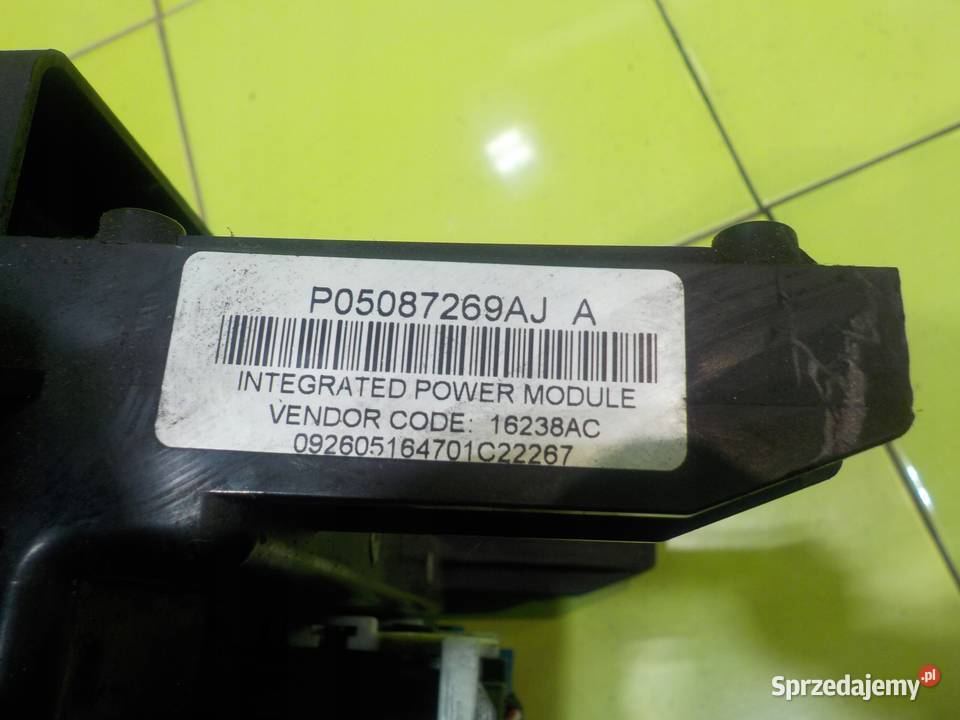 P05087269AJ A
INTEGRATED POWER MODULE
VENDOR CODE: 16238AC
092605164701C22267
Sprzedajemy.pl